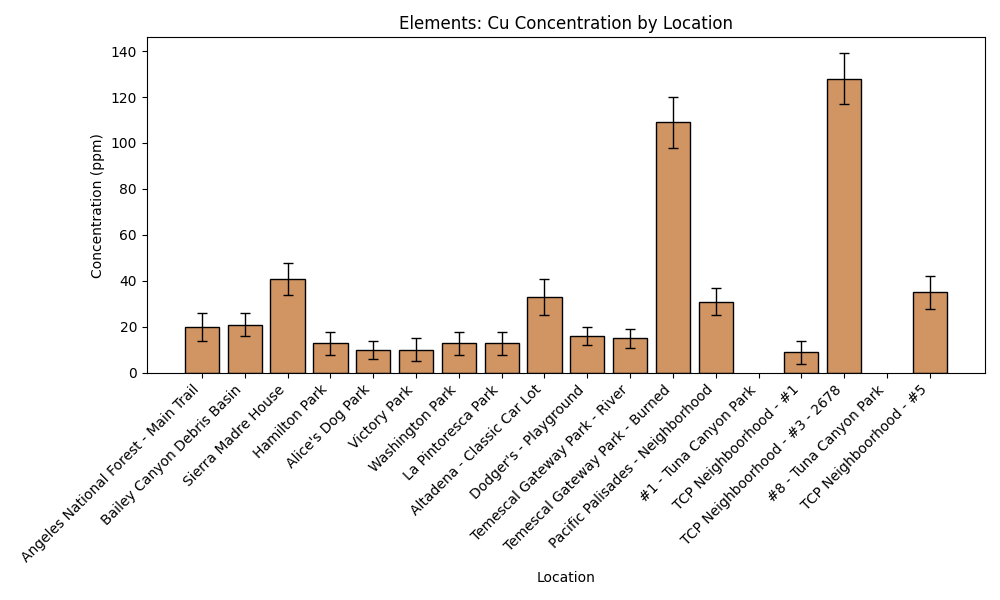 Elements: Cu Concentration by Location
Concentration (ppm)
140
120
100
80
60
40
20
0
Angeles National Forest - Main Trail
Bailey Canyon Debris Basin
Sierra Madre House
Hamilton Park
Alice's Dog Park
Victory Park
Washington Park
La Pintoresca Park
Altadena - Classic Car Lot
Dodger's - Playground
Temescal Gateway Park - River
Temescal Gateway Park - Burned
Pacific Palisades - Neighborhood
#1 - Tuna Canyon Park
TCP Neighboorhood - #1
TCP Neighboorhood - #3 - 2678
#8 - Tuna Canyon Park
TCP Neighboorhood - #5
Location